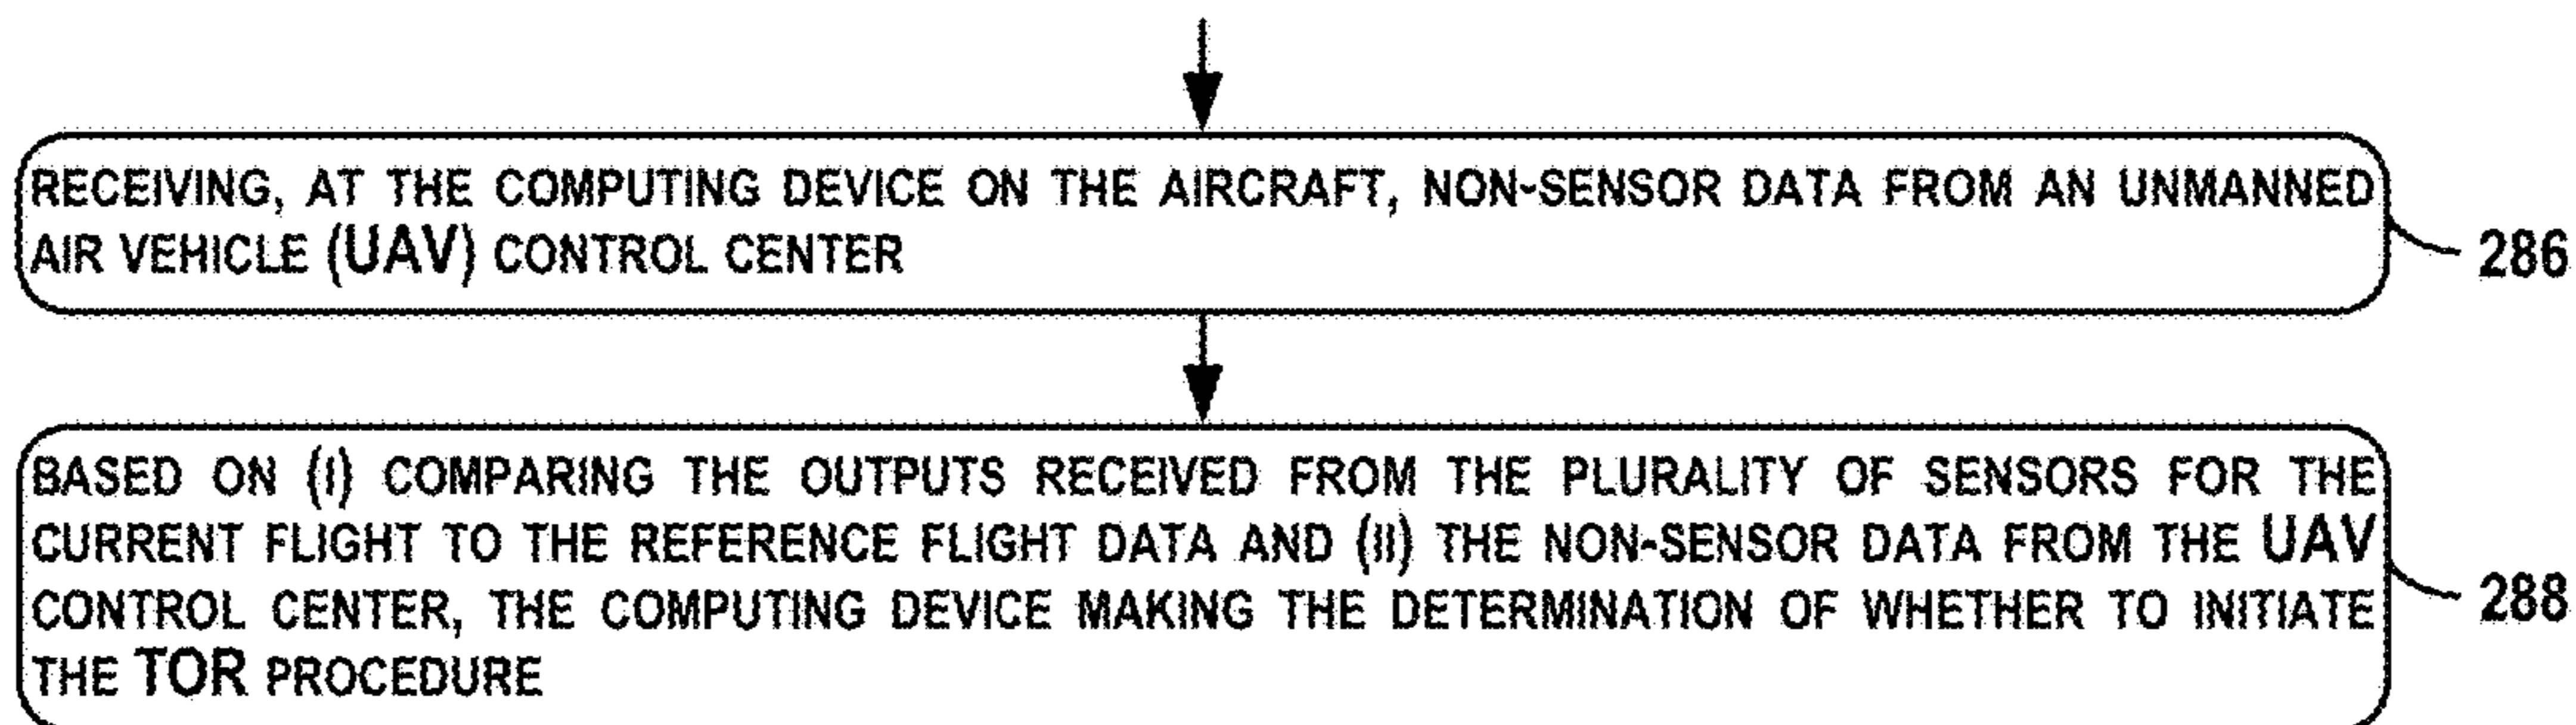 RECEIVING, AT THE COMPUTING DEVICE ON THE AIRCRAFT, NON-SENSOR DATA FROM AN UNMANNED
AIR VEHICLE (UAV) CONTROL CENTER
286
BASED ON (I) COMPARING THE OUTPUTS RECEIVED FROM THE PLURALITY OF SENSORS FOR THE
CURRENT FLIGHT TO THE REFERENCE FLIGHT DATA AND (II) THE NON-SENSOR DATA FROM THE UAV
CONTROL CENTER, THE COMPUTING DEVICE MAKING THE DETERMINATION OF WHETHER TO INITIATE
THE TOR PROCEDURE
288